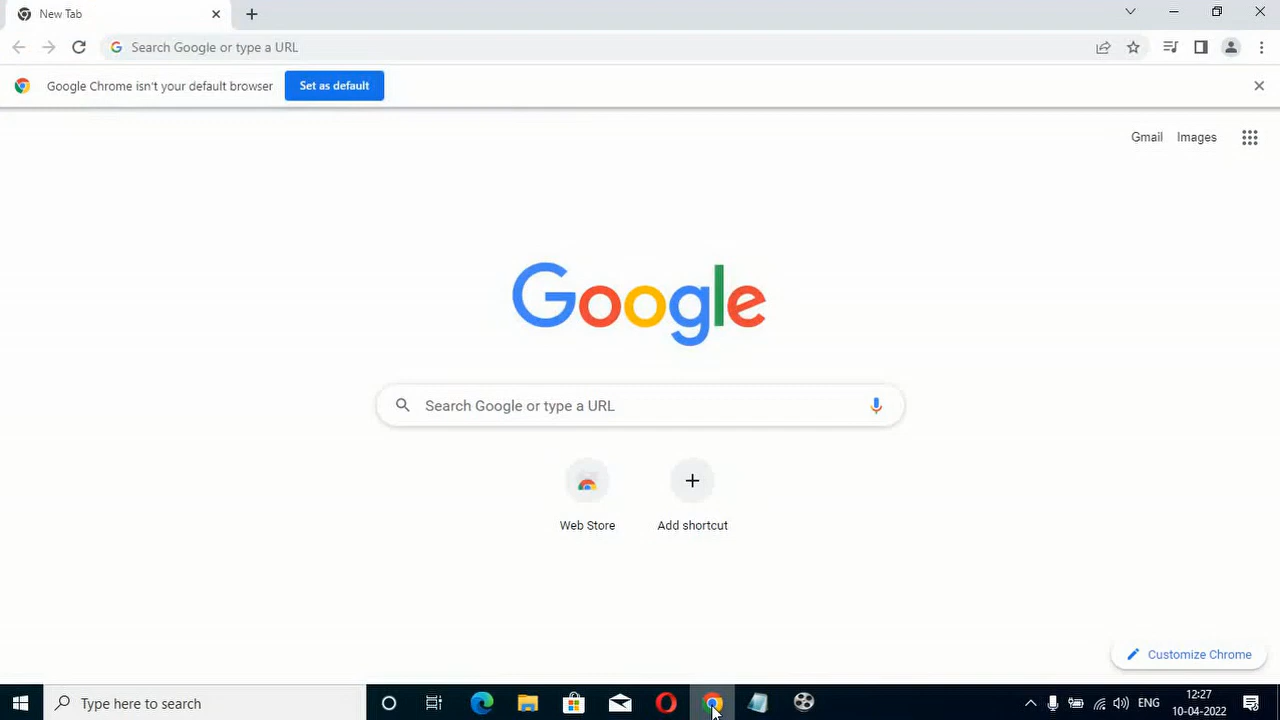 New Tab
Search Google or type a URL
Google Chrome isn't your default browser Set as default
Gmail Images
Google
Search Google or type a URL
Web Store Add shortcut
Customize Chrome
Type here to search
ENG
12:27
10-04-2022